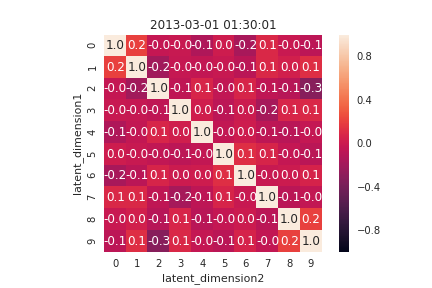 2013-03-01 01:30:01
latent_dimension1
0 1.0 0.2 -0.0 -0.0 -0.1 0.0 -0.2 0.1 -0.0 -0.1
1 0.2 1.0 -0.2 -0.0 -0.0 -0.0 -0.1 0.1 0.0 0.1
2 -0.0 -0.2 1.0 -0.1 0.1 -0.0 0.1 -0.1 -0.1 -0.3
3 -0.0 -0.0 -0.1 1.0 0.0 -0.1 0.0 -0.2 0.1 0.1
4 -0.1 -0.0 0.1 0.0 1.0 -0.0 0.0 -0.1 -0.1 -0.0
5 0.0 -0.0 -0.0 -0.1 -0.0 1.0 0.1 0.1 -0.0 -0.1
6 -0.2 -0.1 0.1 0.0 0.0 0.1 1.0 -0.0 0.0 0.1
7 0.1 0.1 -0.1 -0.2 -0.1 0.1 -0.0 1.0 -0.1 -0.0
8 -0.0 0.0 -0.1 0.1 -0.1 -0.0 0.0 -0.1 1.0 0.2
9 -0.1 0.1 -0.3 0.1 -0.0 -0.1 0.1 -0.0 0.2 1.0
0 1 2 3 4 5 6 7 8 9
latent_dimension2
0.8
0.4
0.0
-0.4
-0.8